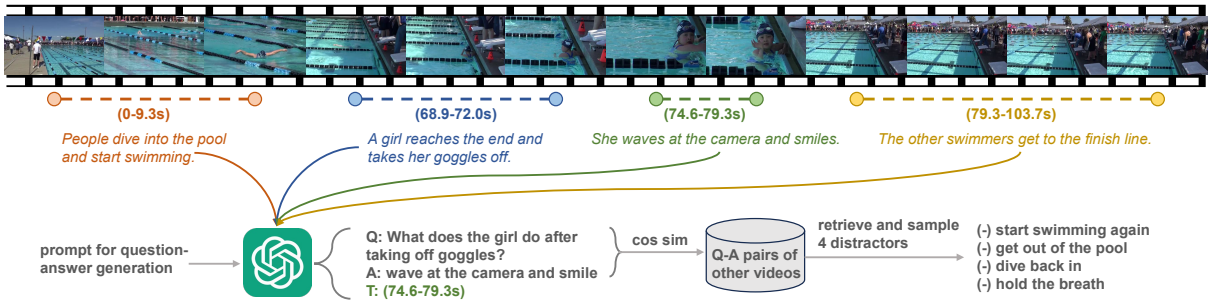 (0-9.3s)
(68.9-72.0s)
(74.6-79.3s)
(79.3-103.7s)
People dive into the pool
and start swimming.
A girl reaches the end and
takes her goggles off.
She waves at the camera and smiles.
The other swimmers get to the finish line.
prompt for question-
answer generation
Q: What does the girl do after
taking off goggles?
A: wave at the camera and smile
T: (74.6-79.3s)
cos sim
Q-A pairs of
other videos
retrieve and sample
4 distractors
(-) start swimming again
(-) get out of the pool
(-) dive back in
(-) hold the breath